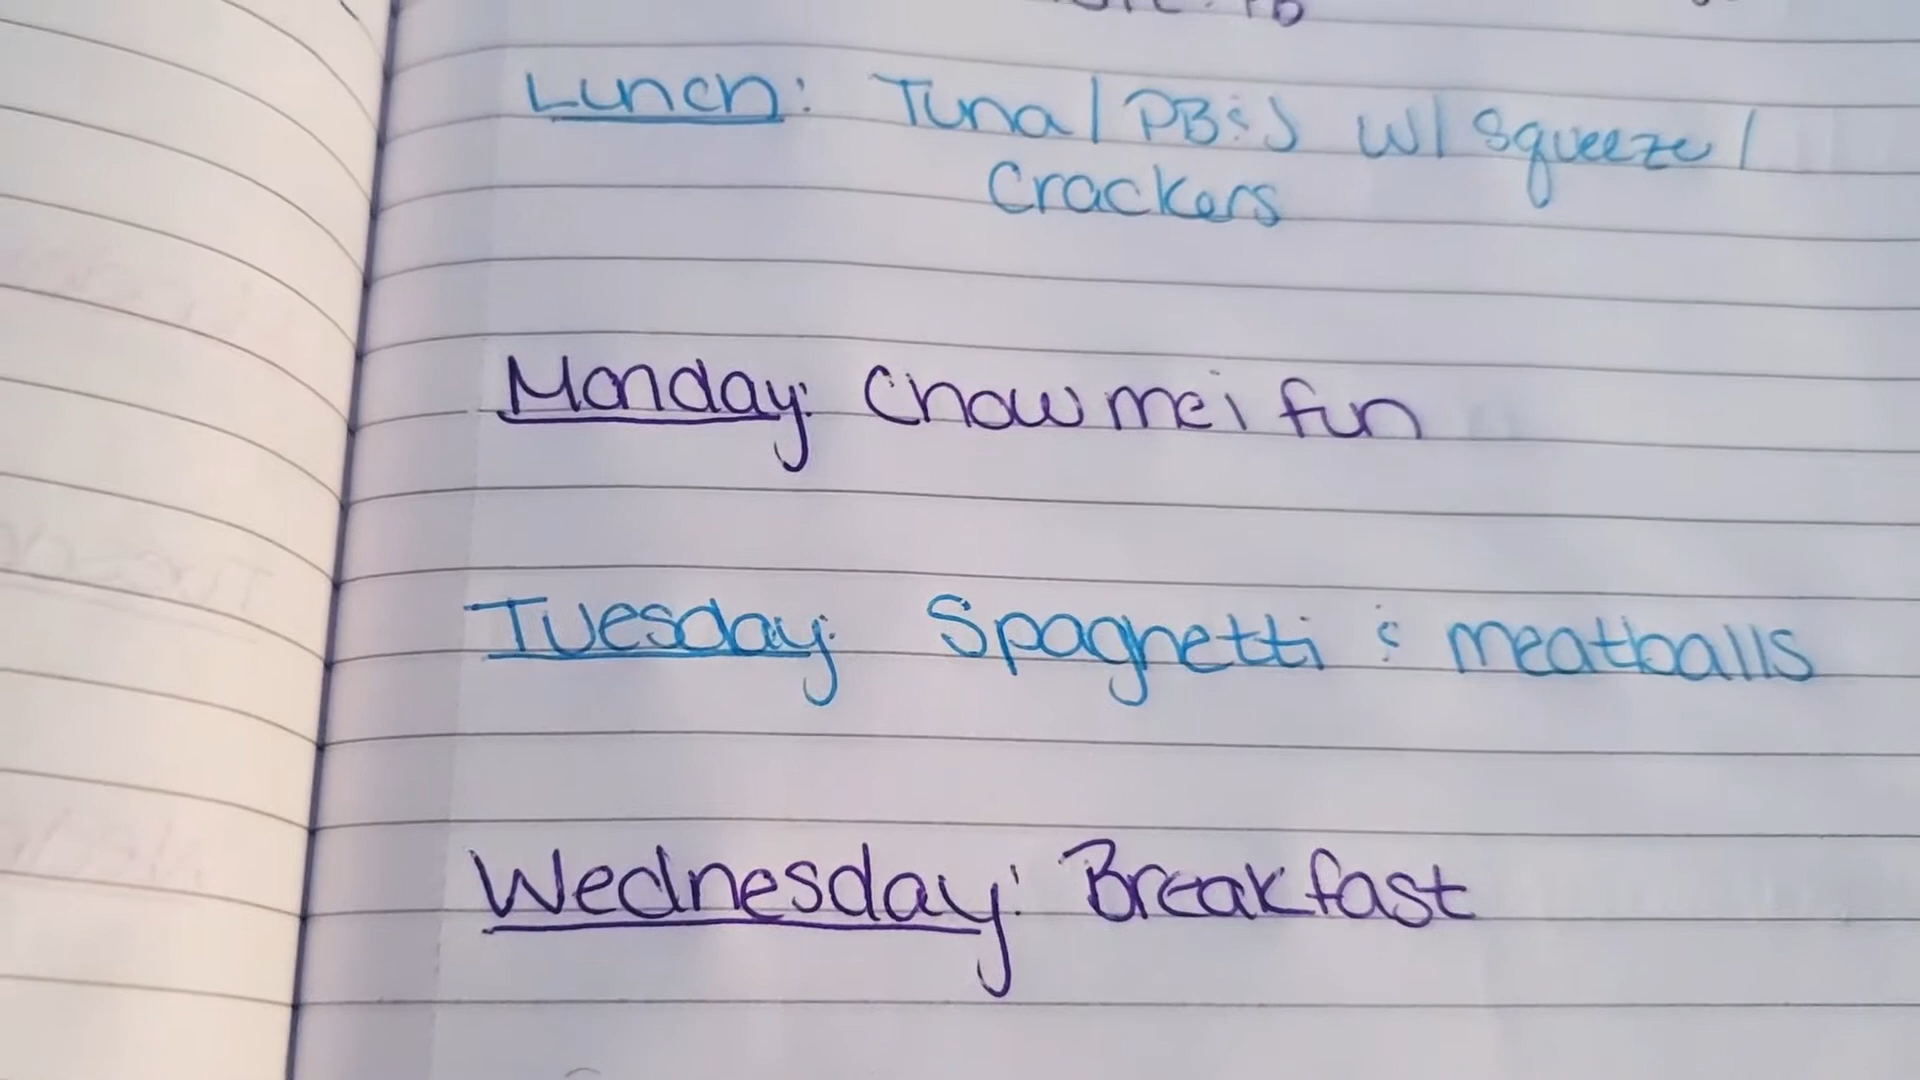 Lunch: Tuna/PB&J w/ Squeeze/
Crackers
Monday: Chow mei fun
Tuesday: Spaghetti & meatballs
Wednesday: Breakfast